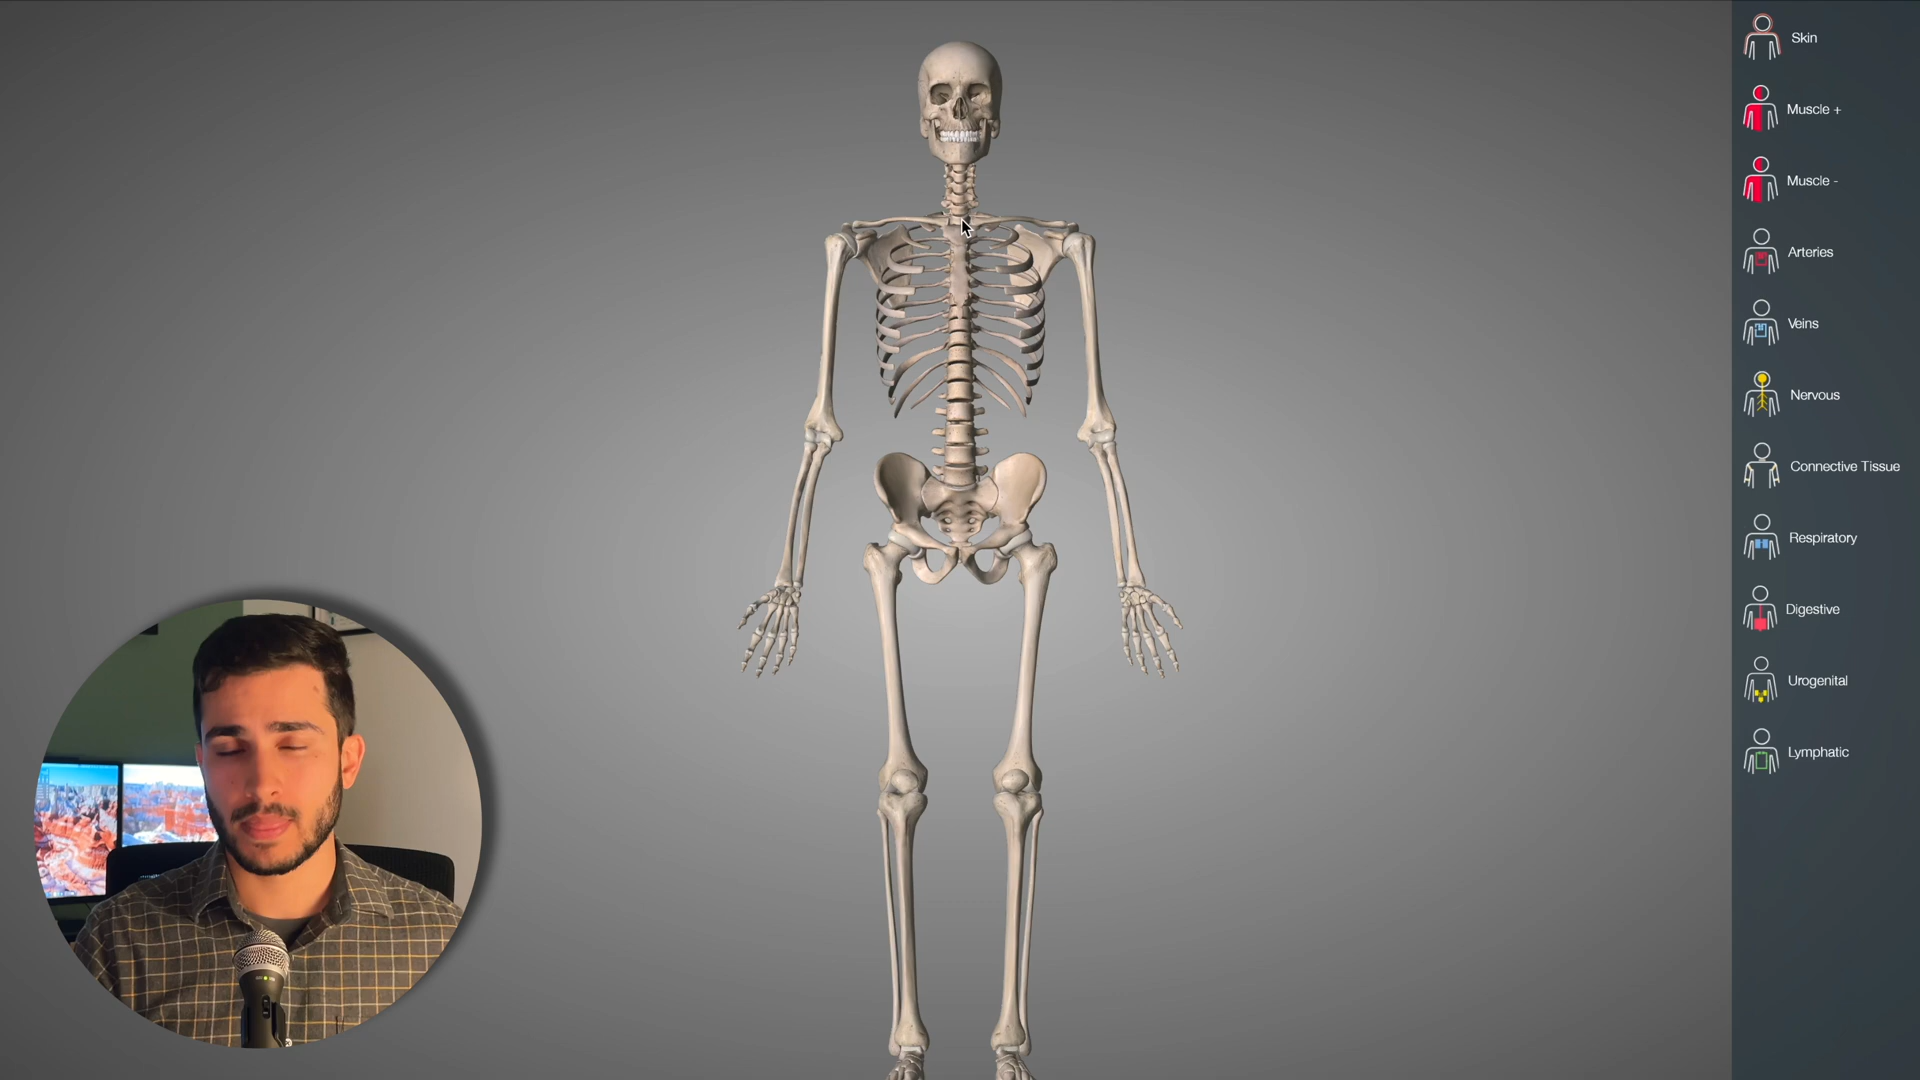 Skin
Muscle +
Muscle -
Arteries
Veins
Nervous
Connective Tissue
Respiratory
Digestive
Urogenital
Lymphatic